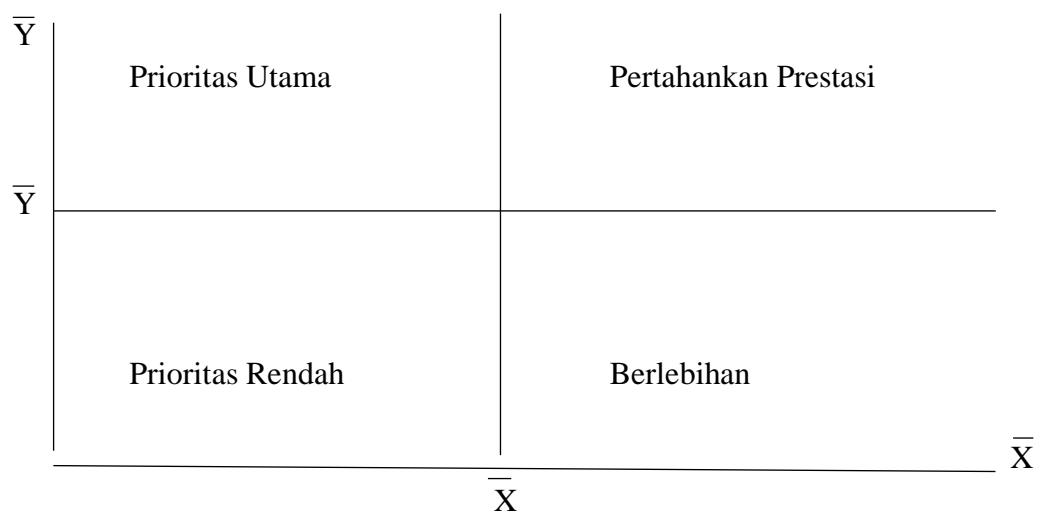 Y̅
Prioritas Utama
Pertahankan Prestasi
Y̅
Prioritas Rendah
Berlebihan
X̅
X̅